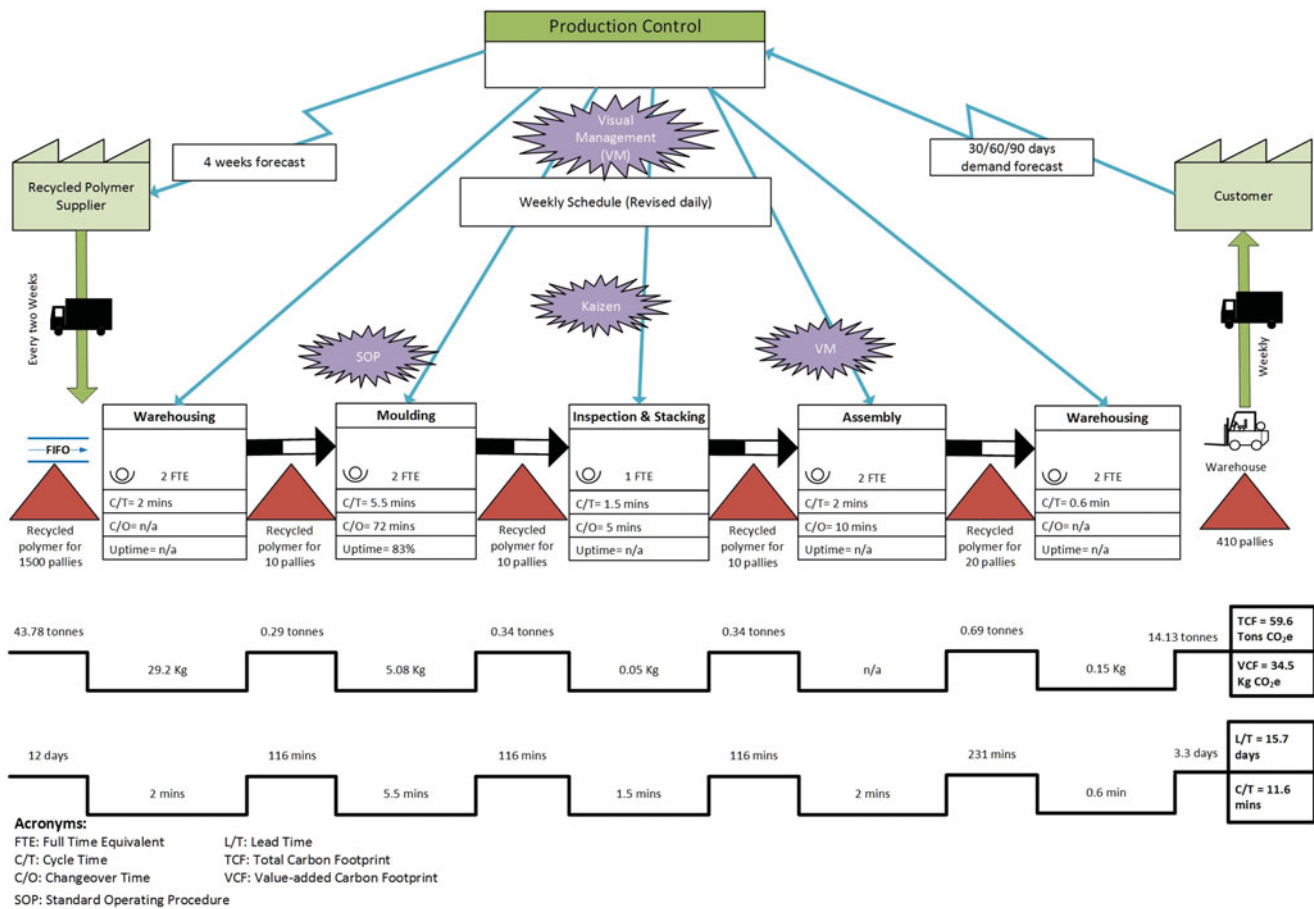 Production Control
Visual
Management
(VM)
4 weeks forecast
30/60/90 days
demand forecast
Recycled Polymer
Supplier
Customer
Weekly Schedule (Revised daily)
Every two Weeks
Kaizen
SOP
VM
Weekly
Warehousing
Moulding
Inspection & Stacking
Assembly
Warehousing
FIFO
2 FTE
2 FTE
1 FTE
2 FTE
2 FTE
Warehouse
C/T= 2 mins
C/T= 5.5 mins
C/T= 1.5 mins
C/T= 2 mins
C/T= 0.6 min
C/O= n/a
C/O= 72 mins
C/O= 5 mins
C/O= 10 mins
C/O= n/a
Uptime= n/a
Uptime= 83%
Uptime= n/a
Uptime= n/a
Uptime= n/a
Recycled
polymer for
1500 pallies
Recycled
polymer for
10 pallies
Recycled
polymer for
10 pallies
Recycled
polymer for
10 pallies
Recycled
polymer for
20 pallies
410 pallies
43.78 tonnes
0.29 tonnes
0.34 tonnes
0.34 tonnes
0.69 tonnes
14.13 tonnes
29.2 Kg
5.08 Kg
0.05 Kg
n/a
0.15 Kg
TCF = 59.6
Tons CO₂e
VCF = 34.5
Kg CO₂e
12 days
116 mins
116 mins
116 mins
231 mins
3.3 days
2 mins
5.5 mins
1.5 mins
2 mins
0.6 min
L/T = 15.7
days
C/T = 11.6
mins
Acronyms:
FTE: Full Time Equivalent
L/T: Lead Time
C/T: Cycle Time
TCF: Total Carbon Footprint
C/O: Changeover Time
VCF: Value-added Carbon Footprint
SOP: Standard Operating Procedure